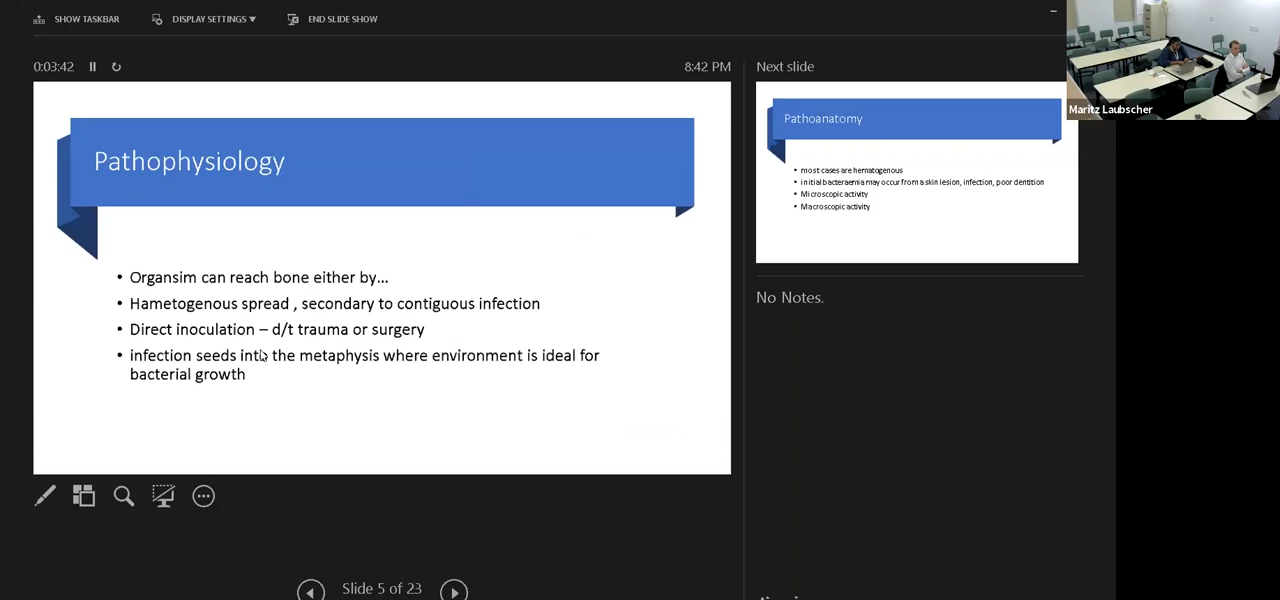 SHOW TASKBAR
DISPLAY SETTINGS ▼
END SLIDE SHOW
0:03:42
8:42 PM
Pathophysiology
• Organsim can reach bone either by...
• Hametogenous spread , secondary to contiguous infection
• Direct inoculation – d/t trauma or surgery
• infection seeds into the metaphysis where environment is ideal for
bacterial growth
Slide 5 of 23
Next slide
Pathoanatomy
• most cases are hematogenous
• initial bacteraemia may occur from a skin lesion, infection, poor dentition
• Microscopic activity
• Macroscopic activity
No Notes.
Maritz Laubscher